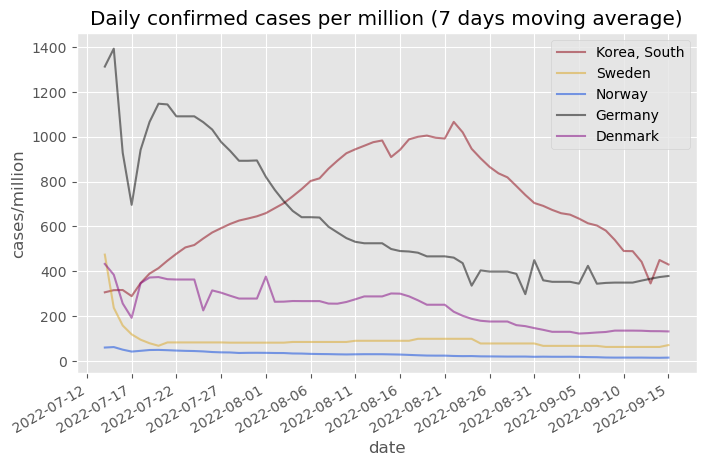 Daily confirmed cases per million (7 days moving average)
Korea, South
Sweden
Norway
Germany
Denmark
1400
1200
1000
800
600
400
200
0
cases/million
2022-07-12
2022-07-17
2022-07-22
2022-07-27
2022-08-01
2022-08-06
2022-08-11
2022-08-16
2022-08-21
2022-08-26
2022-08-31
2022-09-05
2022-09-10
2022-09-15
date